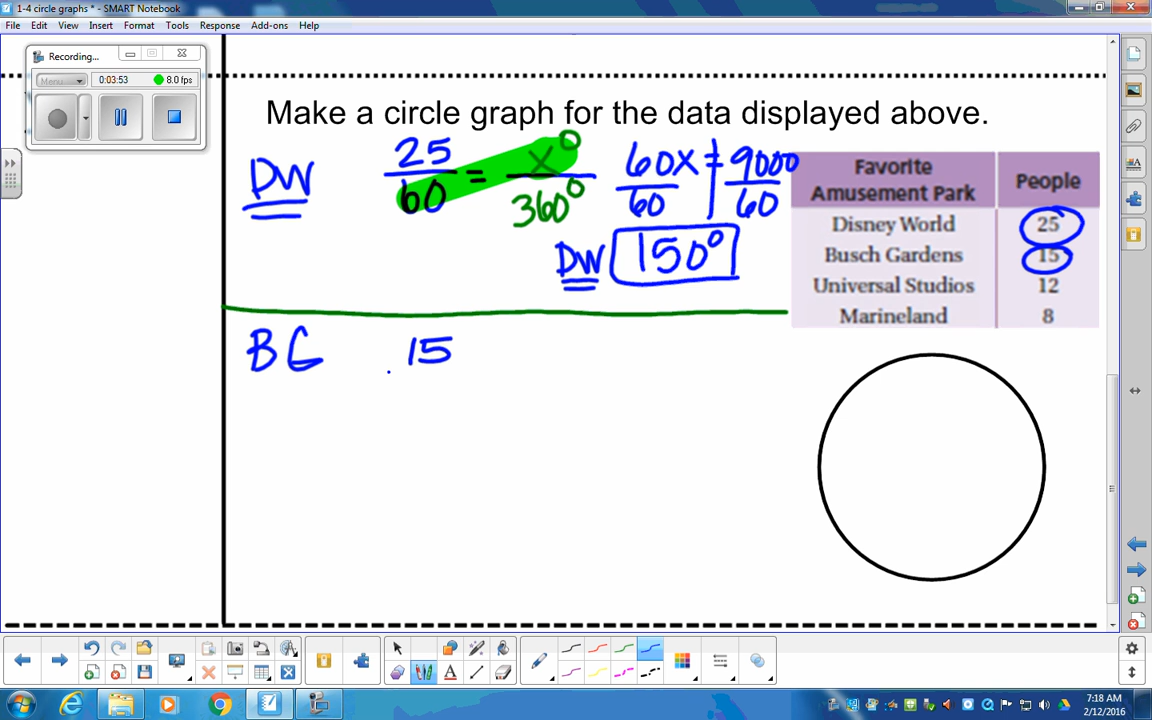 1-4 circle graphs * - SMART Notebook
File Edit View Insert Format Tools Response Add-ons Help
Recording...
Menu 0:03:53 8.0 fps
Make a circle graph for the data displayed above.
DW 25/60 = x°/360° 60x/60 = 9000/60
DW 150°
Favorite Amusement Park People
Disney World 25
Busch Gardens 15
Universal Studios 12
Marineland 8
BG 15
7:18 AM
2/12/2016